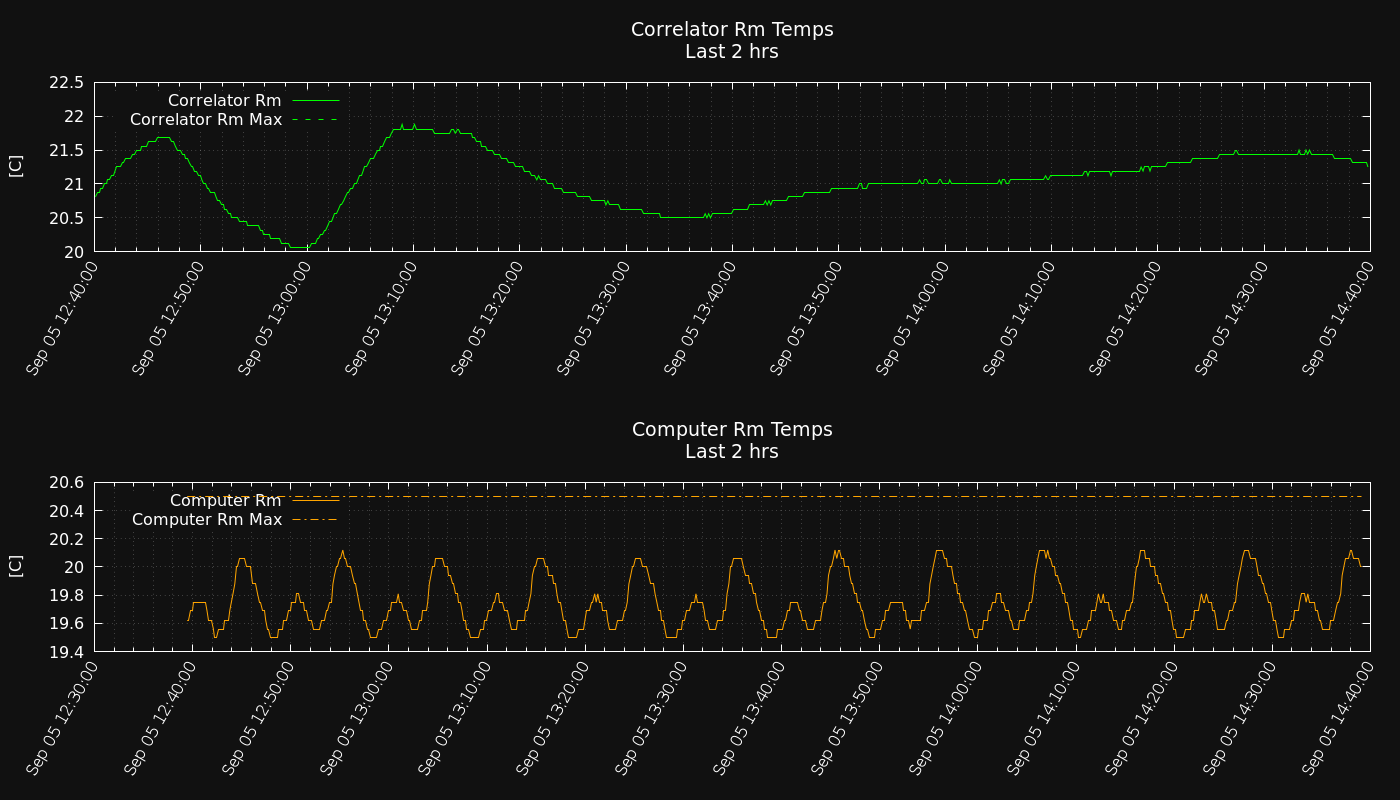 Correlator Rm Temps
Last 2 hrs
22.5
22
21.5
21
20.5
20
[C]
Correlator Rm
Correlator Rm Max
Sep 05 12:40:00
Sep 05 12:50:00
Sep 05 13:00:00
Sep 05 13:10:00
Sep 05 13:20:00
Sep 05 13:30:00
Sep 05 13:40:00
Sep 05 13:50:00
Sep 05 14:00:00
Sep 05 14:10:00
Sep 05 14:20:00
Sep 05 14:30:00
Sep 05 14:40:00
Computer Rm Temps
Last 2 hrs
20.6
20.4
20.2
20
19.8
19.6
19.4
[C]
Computer Rm
Computer Rm Max
Sep 05 12:30:00
Sep 05 12:40:00
Sep 05 12:50:00
Sep 05 13:00:00
Sep 05 13:10:00
Sep 05 13:20:00
Sep 05 13:30:00
Sep 05 13:40:00
Sep 05 13:50:00
Sep 05 14:00:00
Sep 05 14:10:00
Sep 05 14:20:00
Sep 05 14:30:00
Sep 05 14:40:00